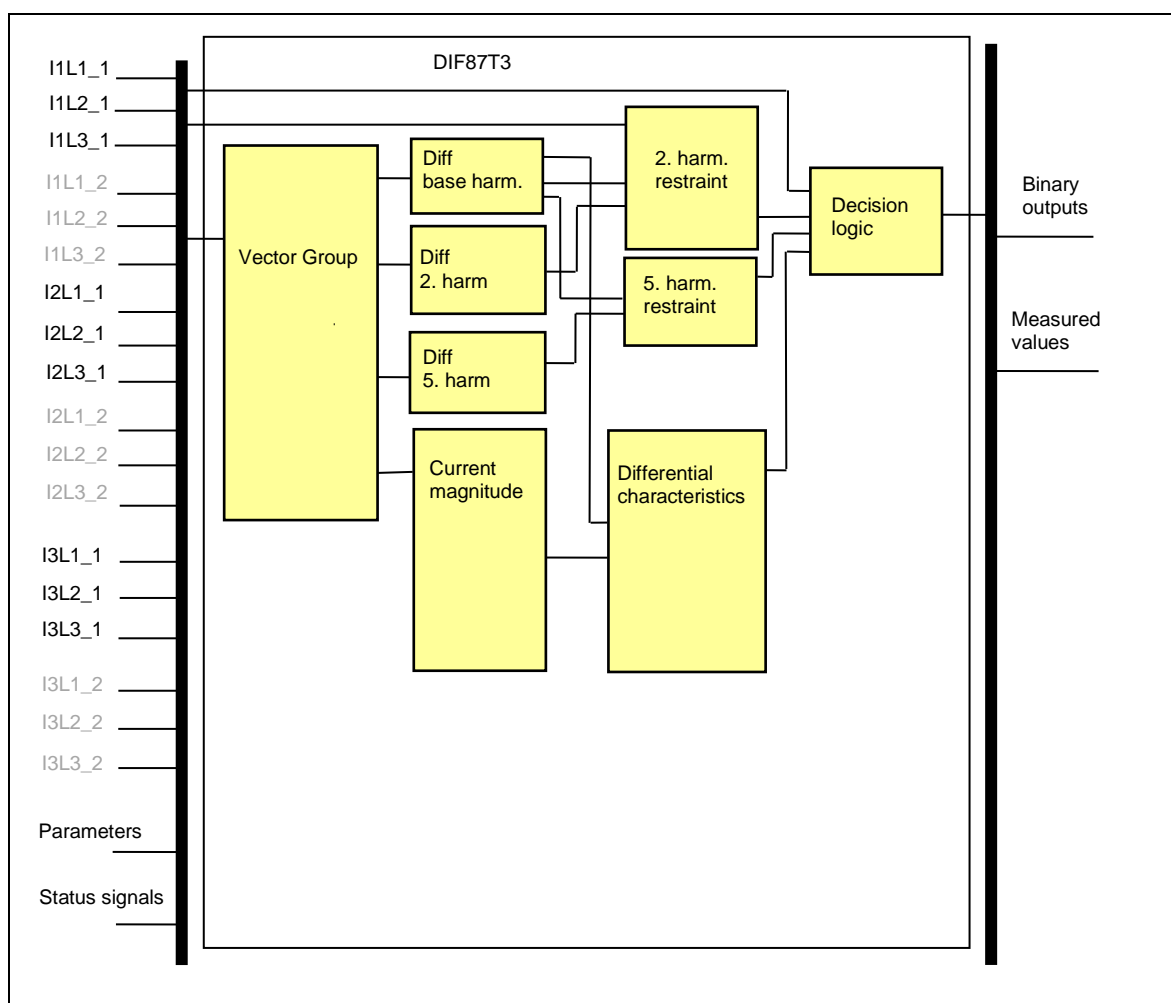 DIF87T3
I1L1_1
I1L2_1
I1L3_1
I1L1_2
I1L2_2
I1L3_2
I2L1_1
I2L2_1
I2L3_1
I2L1_2
I2L2_2
I2L3_2
I3L1_1
I3L2_1
I3L3_1
I3L1_2
I3L2_2
I3L3_2
Parameters
Status signals
Vector Group
Diff
base harm.
Diff
2. harm
Diff
5. harm
Current
magnitude
2. harm.
restraint
5. harm.
restraint
Differential
characteristics
Decision
logic
Binary
outputs
Measured
values